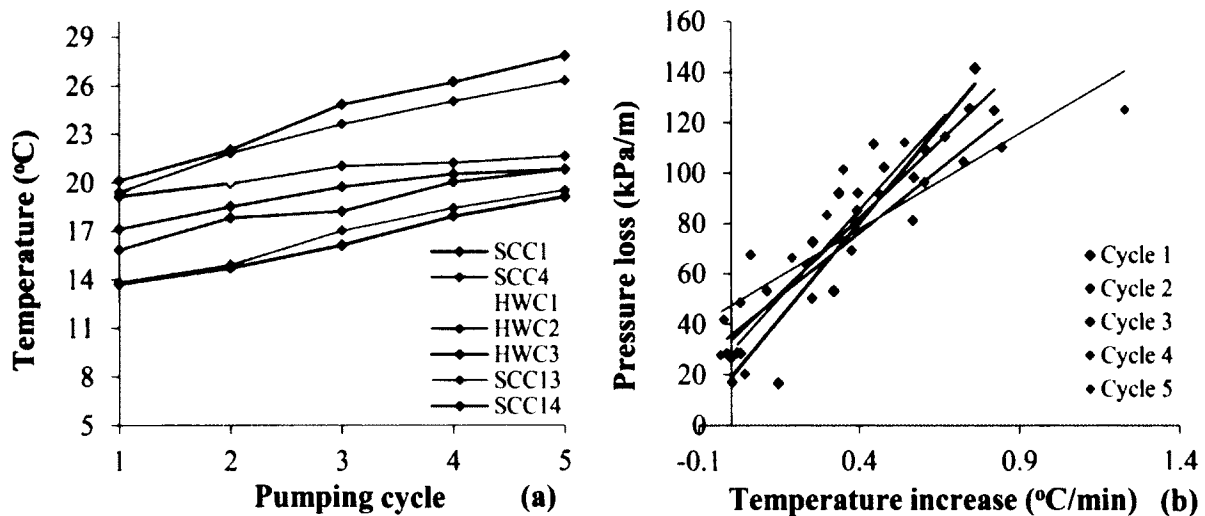 29
26
23
20
17
14
11
8
5
Temperature (ºC)
1 2 3 4 5
Pumping cycle (a)
SCC1
SCC4
HWC1
HWC2
HWC3
SCC13
SCC14
160
140
120
100
80
60
40
20
0
Pressure loss (kPa/m)
-0.1 0.4 0.9 1.4
Temperature increase (ºC/min) (b)
Cycle 1
Cycle 2
Cycle 3
Cycle 4
Cycle 5